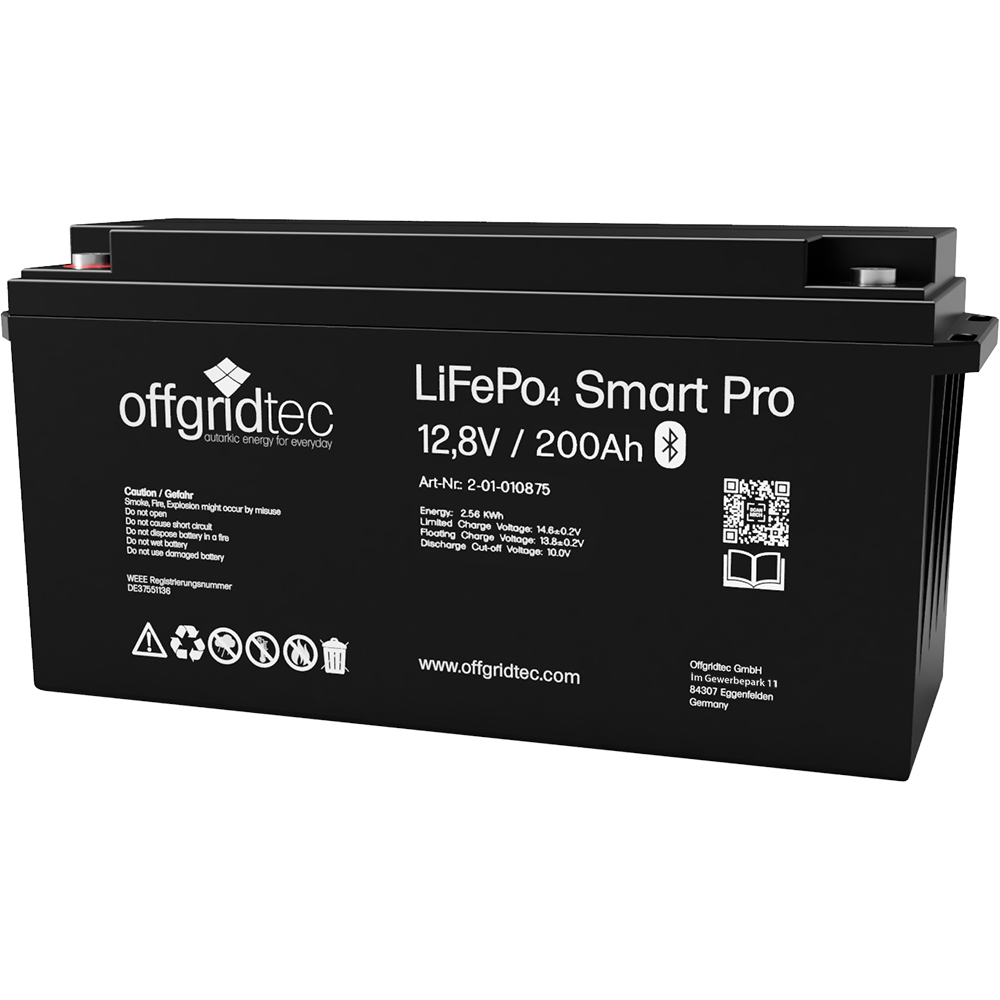 offgridtec
autarkic energy for everyday
LiFePo4 Smart Pro
12,8V / 200Ah
Art-Nr.: 2-01-010875
Energy: 2.56 KWh
Limited Charge Voltage: 14.6±0.2V
Floating Charge Voltage: 13.8±0.2V
Discharge Cut-off Voltage: 10.0V
Caution / Gefahr
Smoke, Fire, Explosion might occur by misuse
Do not open
Do not cause short circuit
Do not dispose battery in a fire
Do not wet battery
Do not use damaged battery
WEEE Registrierungsnummer
DE37551136
www.offgridtec.com
Offgridtec GmbH
Im Gewerbepark 11
84307 Eggenfelden
Germany